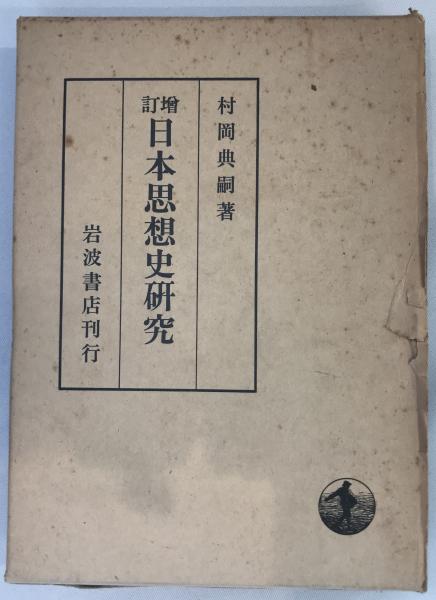 村岡典嗣著
増訂 日本思想史研究
岩波書店刊行